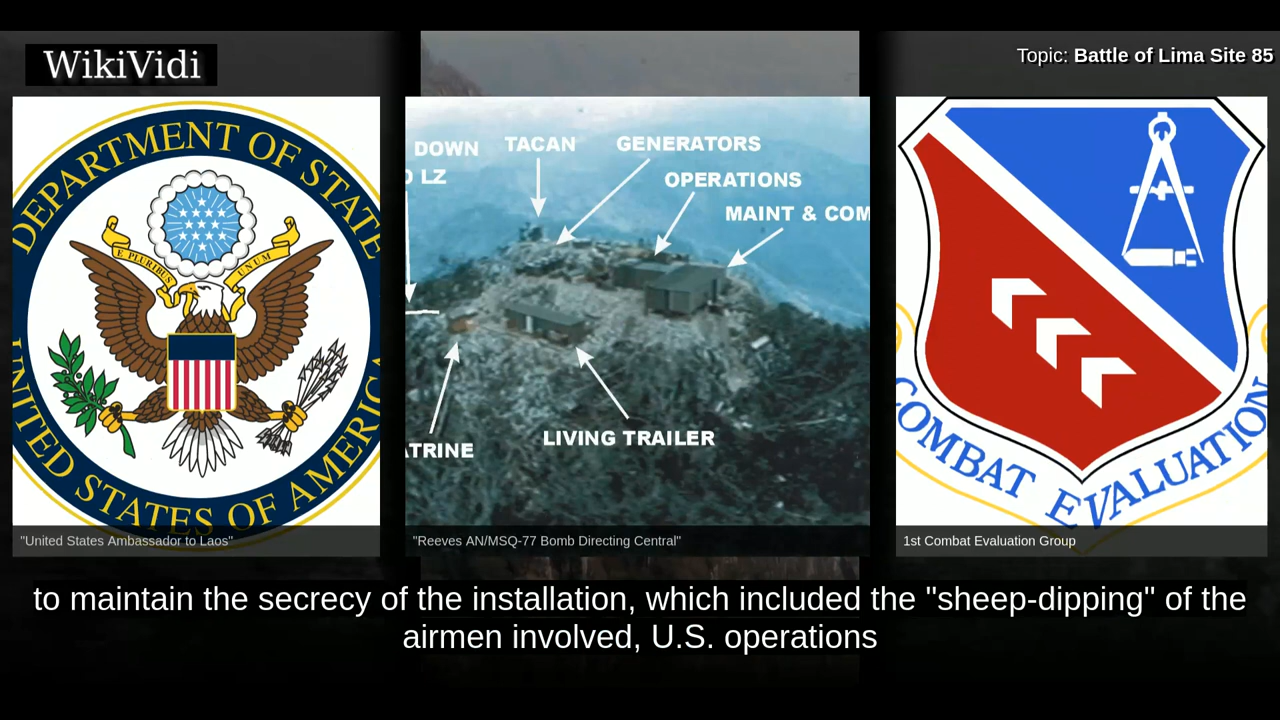 WikiVidi
Topic: Battle of Lima Site 85
DEPARTMENT OF STATE
E PLURIBUS UNUM
UNITED STATES OF AMERICA
"United States Ambassador to Laos"
DOWN
LZ
TACAN
GENERATORS
OPERATIONS
MAINT & COM
ATRINE
LIVING TRAILER
"Reeves AN/MSQ-77 Bomb Directing Central"
COMBAT EVALUATION
1st Combat Evaluation Group
to maintain the secrecy of the installation, which included the "sheep-dipping" of the
airmen involved, U.S. operations